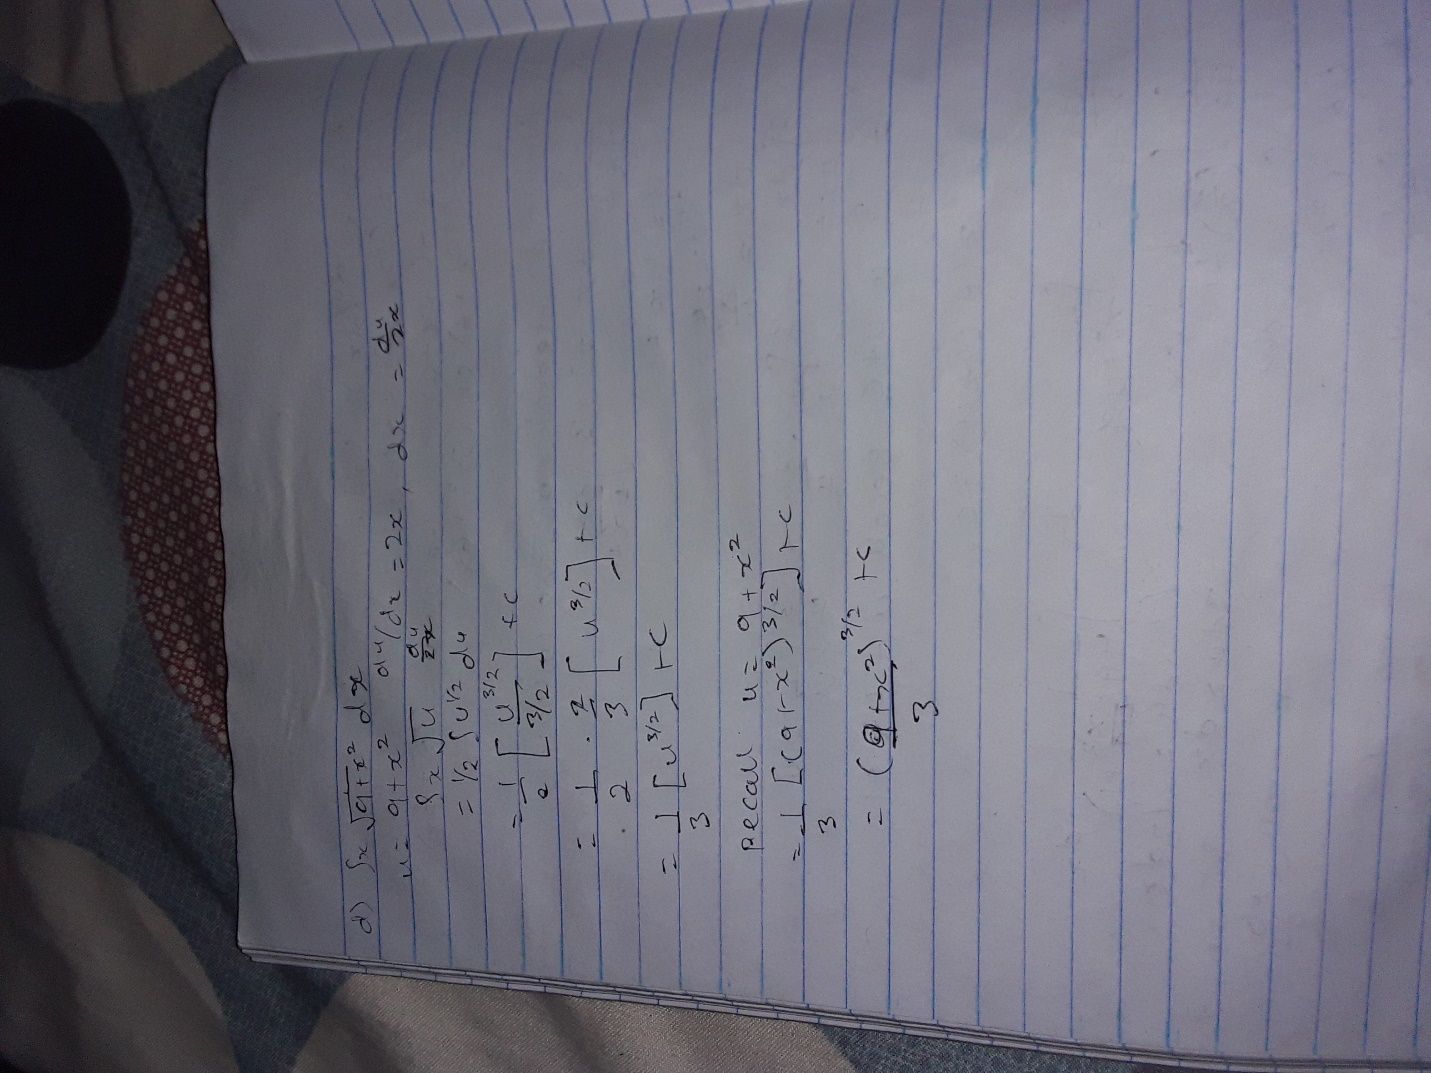 d) ∫x√9+x² dx
u = 9+x² du/dx = 2x, dx = du/2x
∫x √u du/2x
= 1/2 ∫u^1/2 du
= 1/2 [u^3/2 / 3/2] + c
= 1/2 · 2/3 [u^3/2] + c
= 1/3 [u^3/2] + c
Recall u = 9+x²
= 1/3 [(9+x²)^3/2] + c
= (9+x²)^3/2 / 3 + c